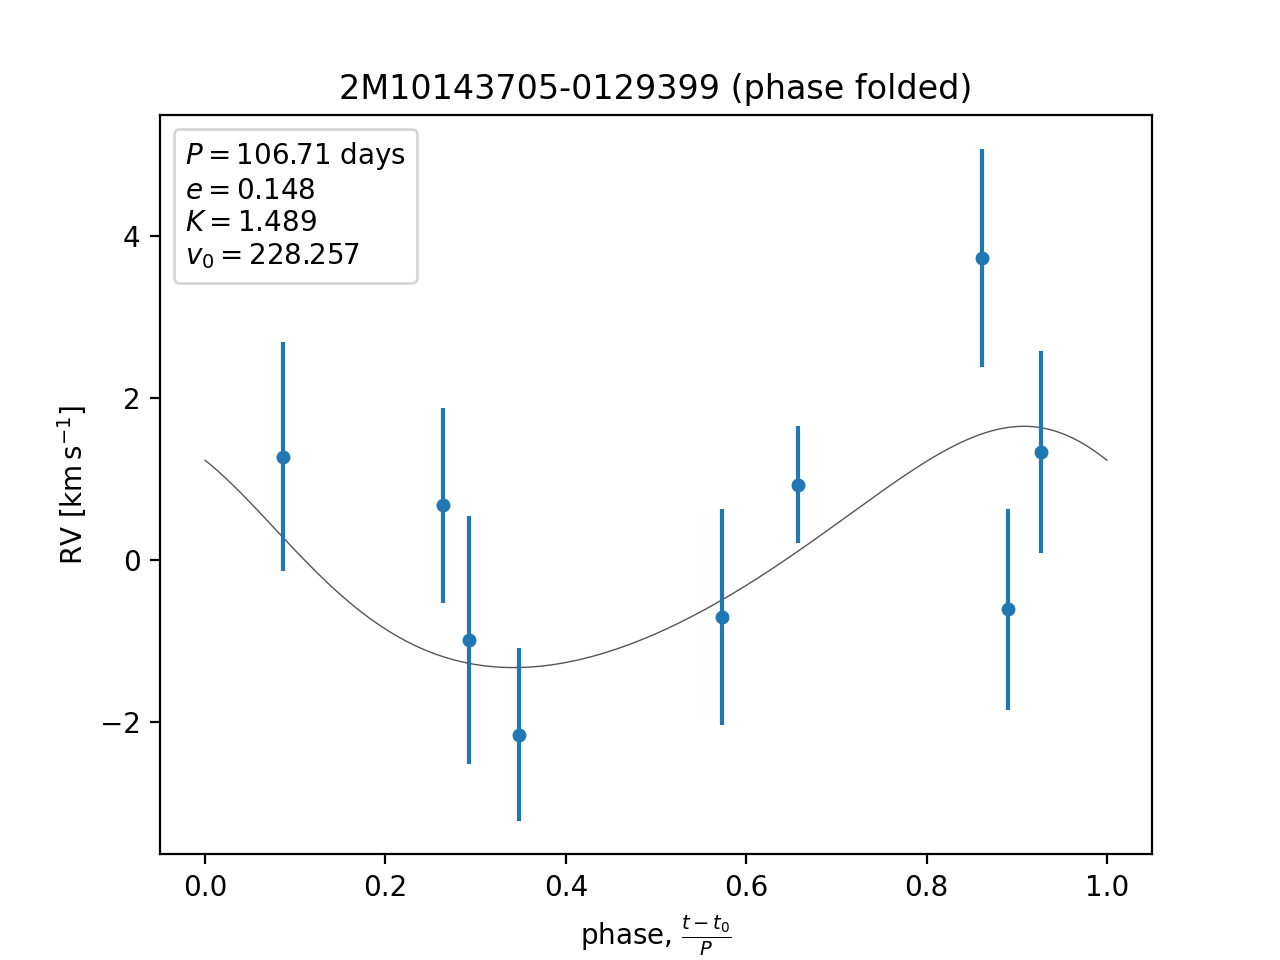 2M10143705-0129399 (phase folded)
P = 106.71 days
e = 0.148
K = 1.489
v₀ = 228.257
RV [km s⁻¹]
4
2
0
−2
0.0 0.2 0.4 0.6 0.8 1.0
phase, (t − t₀)/P